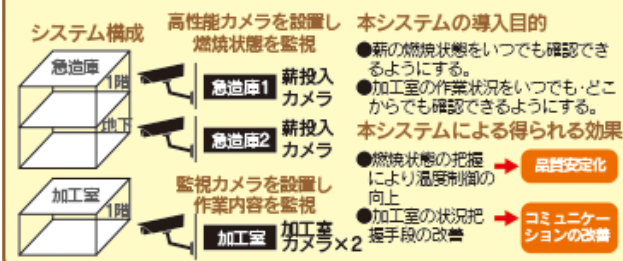 システム構成
急造庫
1階
地下
加工室
1階
高性能カメラを設置し
燃焼状態を監視
急造庫1
薪投入
カメラ
急造庫2
薪投入
カメラ
監視カメラを設置し
作業内容を監視
加工室
加工室
カメラ×2
本システムの導入目的
●薪の燃焼状態をいつでも確認でき
るようにする。
●加工室の作業状況をいつでも・どこ
からでも確認できるようにする。
本システムによる得られる効果
●燃焼状態の把握
により温度制御の
向上
品質安定化
●加工室の状況把
握手段の改善
コミュニケー
ションの改善